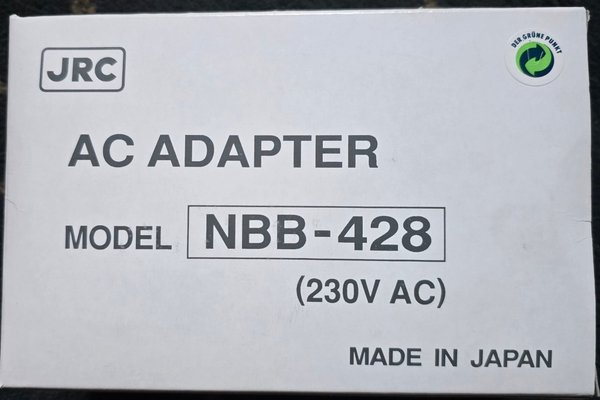 JRC
DER GRÜNE PUNKT
AC ADAPTER
MODEL NBB-428
(230V AC)
MADE IN JAPAN